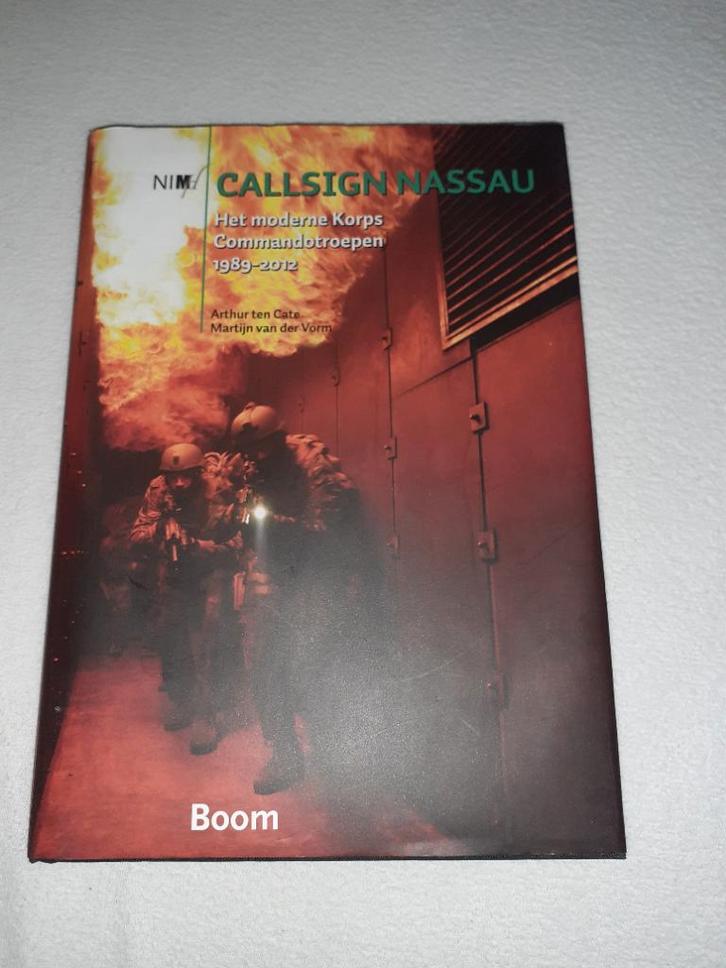 NIMH
CALLSIGN NASSAU
Het moderne Korps
Commandotroepen
1989-2012
Arthur ten Cate
Martijn van der Vorm
Boom